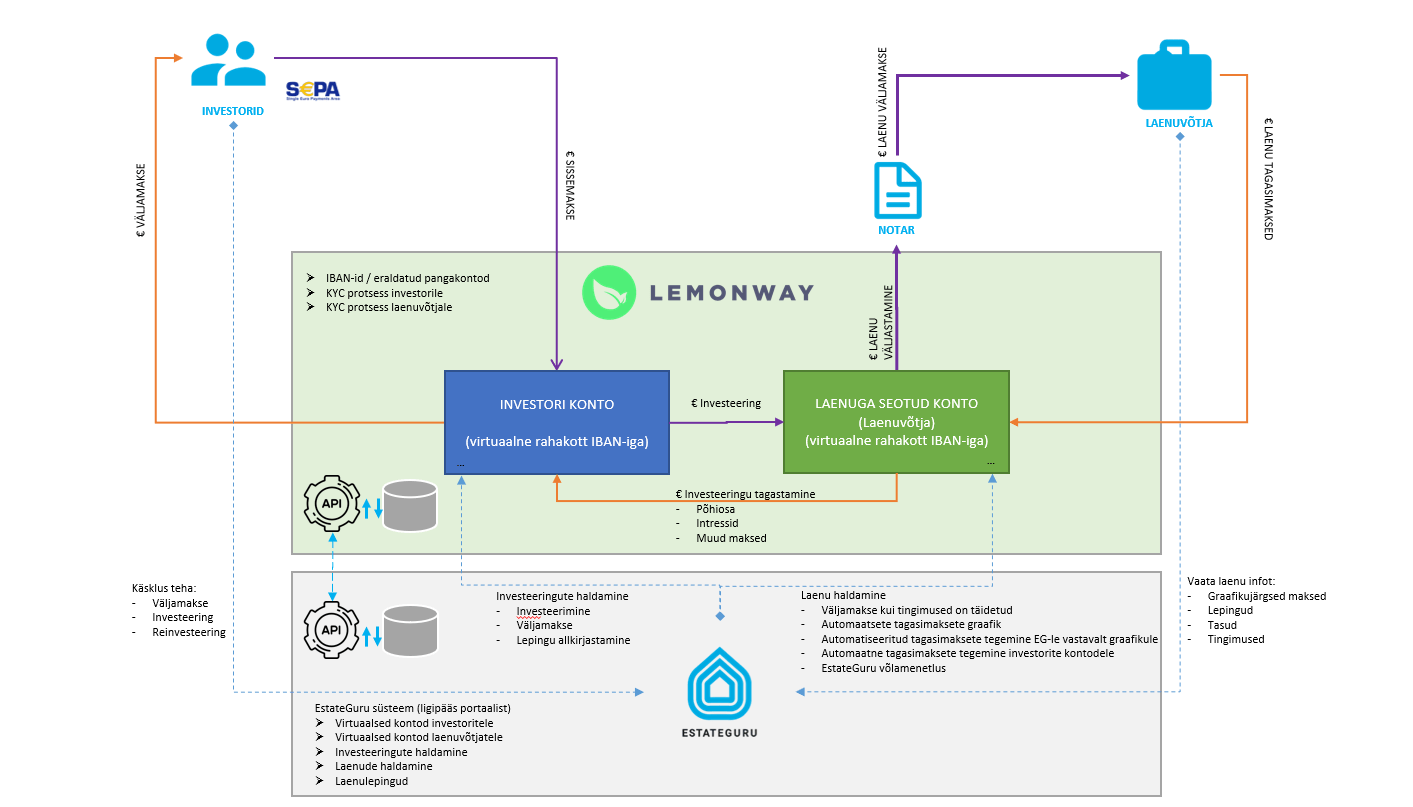 INVESTORID
S€PA
Single Euro Payments Area
€ VÄLJAMAKSE
€ SISSEMAKSE
€ LAENU VÄLJAMAKSE
NOTAR
LAENUVÕTJA
€ LAENU TAGASIMAKSED
➢ IBAN-id / eraldatud pangakontod
➢ KYC protsess investorile
➢ KYC protsess laenuvõtjale
LEMONWAY
€ LAENU
VÄLJASTAMINE
INVESTORI KONTO
(virtuaalne rahakott IBAN-iga)
...
€ Investeering
LAENUGA SEOTUD KONTO
(Laenuvõtja)
(virtuaalne rahakott IBAN-iga)
...
€ Investeeringu tagastamine
- Põhiosa
- Intressid
- Muud maksed
API
API
Käsklus teha:
- Väljamakse
- Investeering
- Reinvesteering
Investeeringute haldamine
- Investeerimine
- Väljamakse
- Lepingu allkirjastamine
Laenu haldamine
- Väljamakse kui tingimused on täidetud
- Automaatsete tagasimaksete graafik
- Automatiseeritud tagasimaksete tegemine EG-le vastavalt graafikule
- Automaatne tagasimaksete tegemine investorite kontodele
- EstateGuru võlamenetlus
Vaata laenu infot:
- Graafikujärgsed maksed
- Lepingud
- Tasud
- Tingimused
ESTATEGURU
EstateGuru süsteem (ligipääs portaalist)
➢ Virtuaalsed kontod investoritele
➢ Virtuaalsed kontod laenuvõtjatele
➢ Investeeringute haldamine
➢ Laenude haldamine
➢ Laenulepingud